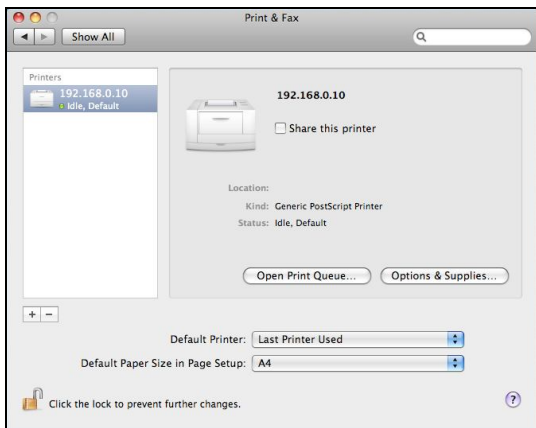 Print & Fax
Show All
Printers
192.168.0.10
Idle, Default
192.168.0.10
Share this printer
Location:
Kind: Generic PostScript Printer
Status: Idle, Default
Open Print Queue...
Options & Supplies...
+ −
Default Printer: Last Printer Used
Default Paper Size in Page Setup: A4
Click the lock to prevent further changes.
?